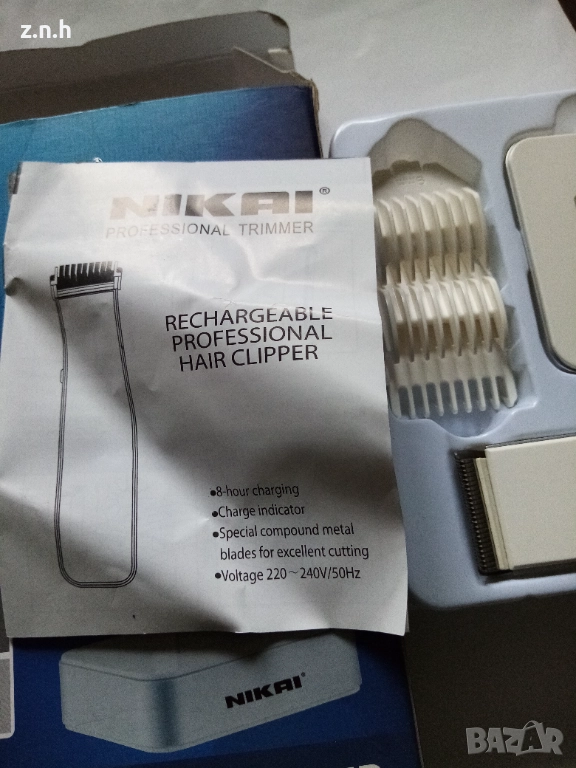 z.n.h
NIKAI®
PROFESSIONAL TRIMMER
RECHARGEABLE
PROFESSIONAL
HAIR CLIPPER
•8-hour charging
•Charge indicator
•Special compound metal
blades for excellent cutting
•Voltage 220~240V/50Hz
NIKAI®
BAZAR